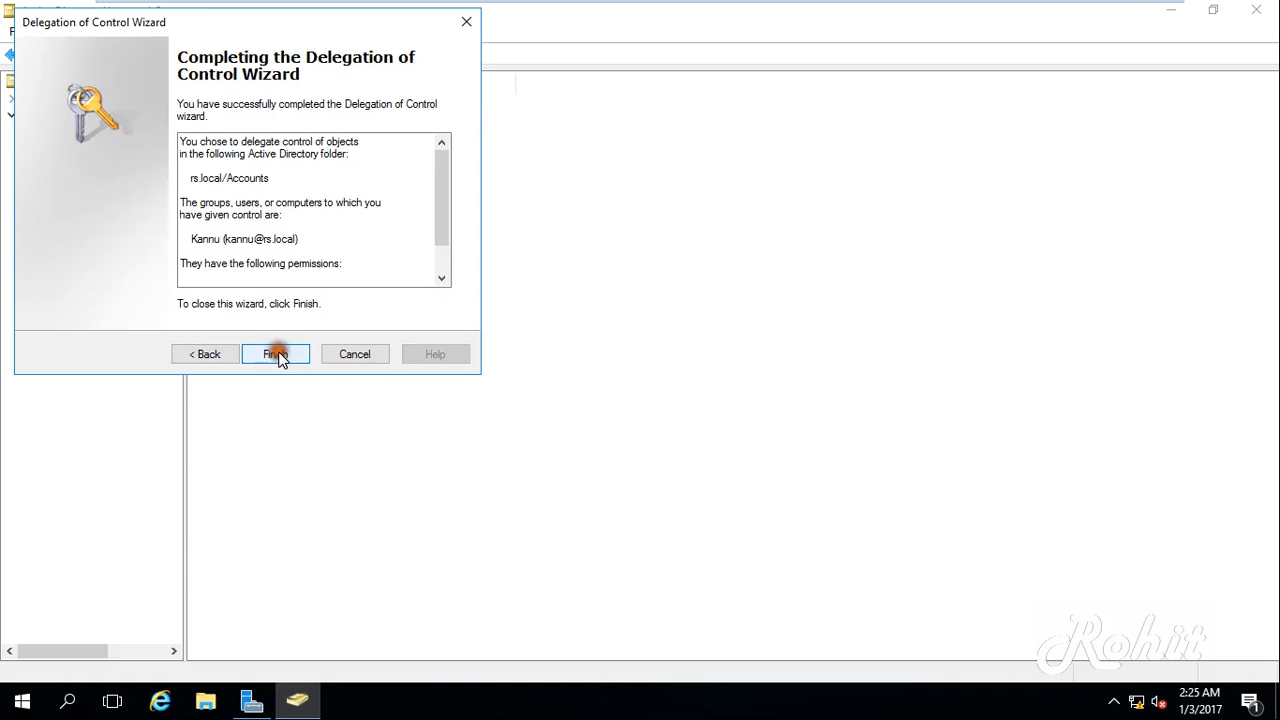 Delegation of Control Wizard
Completing the Delegation of
Control Wizard
You have successfully completed the Delegation of Control
wizard.
You chose to delegate control of objects
in the following Active Directory folder:
rs.local/Accounts
The groups, users, or computers to which you
have given control are:
Kannu (kannu@rs.local)
They have the following permissions:
To close this wizard, click Finish.
< Back
Finish
Cancel
Help
Rohit
2:25 AM
1/3/2017
1